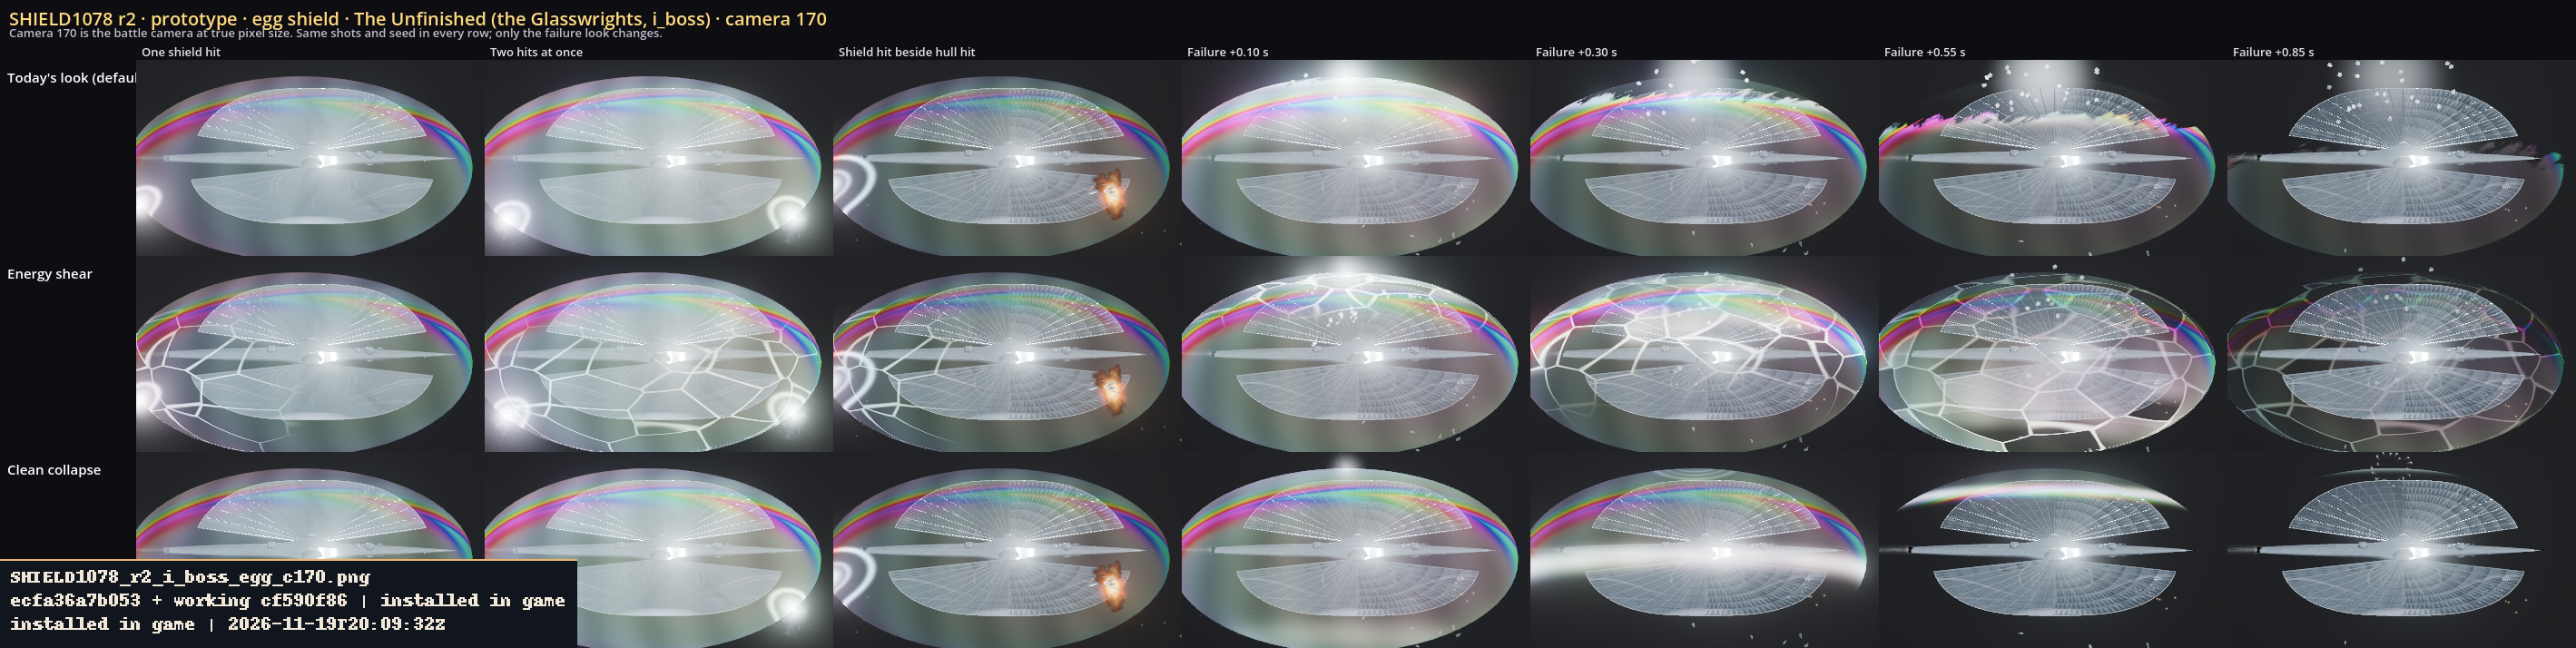 SHIELD1078 r2 · prototype · egg shield · The Unfinished (the Glasswrights, i_boss) · camera 170
Camera 170 is the battle camera at true pixel size. Same shots and seed in every row; only the failure look changes.
One shield hit
Two hits at once
Shield hit beside hull hit
Failure +0.10 s
Failure +0.30 s
Failure +0.55 s
Failure +0.85 s
Today's look (defaul
Energy shear
Clean collapse
SHIELD1078_r2_i_boss_egg_c170.png
ecfa36a7b053 + working cf590f86 | installed in game
installed in game | 2026-11-19T20:09:32Z